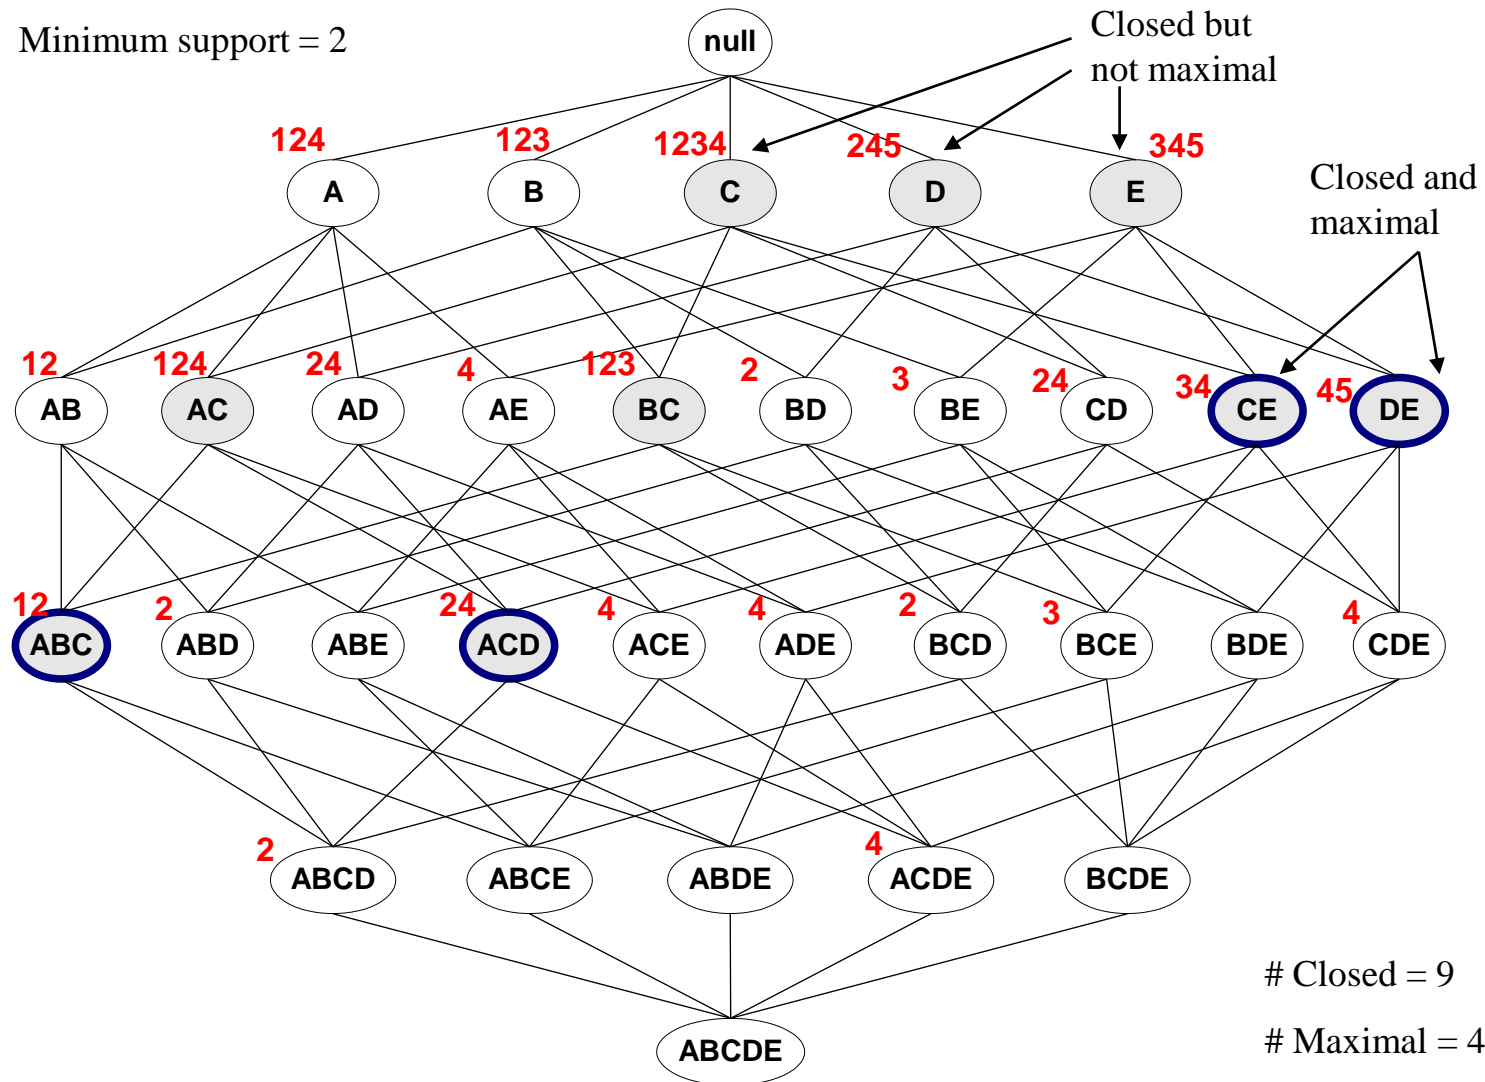 Minimum support = 2
null
Closed but
not maximal
124
123
1234
245
345
A
B
C
D
E
Closed and
maximal
12
124
24
4
123
2
3
24
34
45
AB
AC
AD
AE
BC
BD
BE
CD
CE
DE
12
2
24
4
4
2
3
4
ABC
ABD
ABE
ACD
ACE
ADE
BCD
BCE
BDE
CDE
2
4
ABCD
ABCE
ABDE
ACDE
BCDE
# Closed = 9
# Maximal = 4
ABCDE